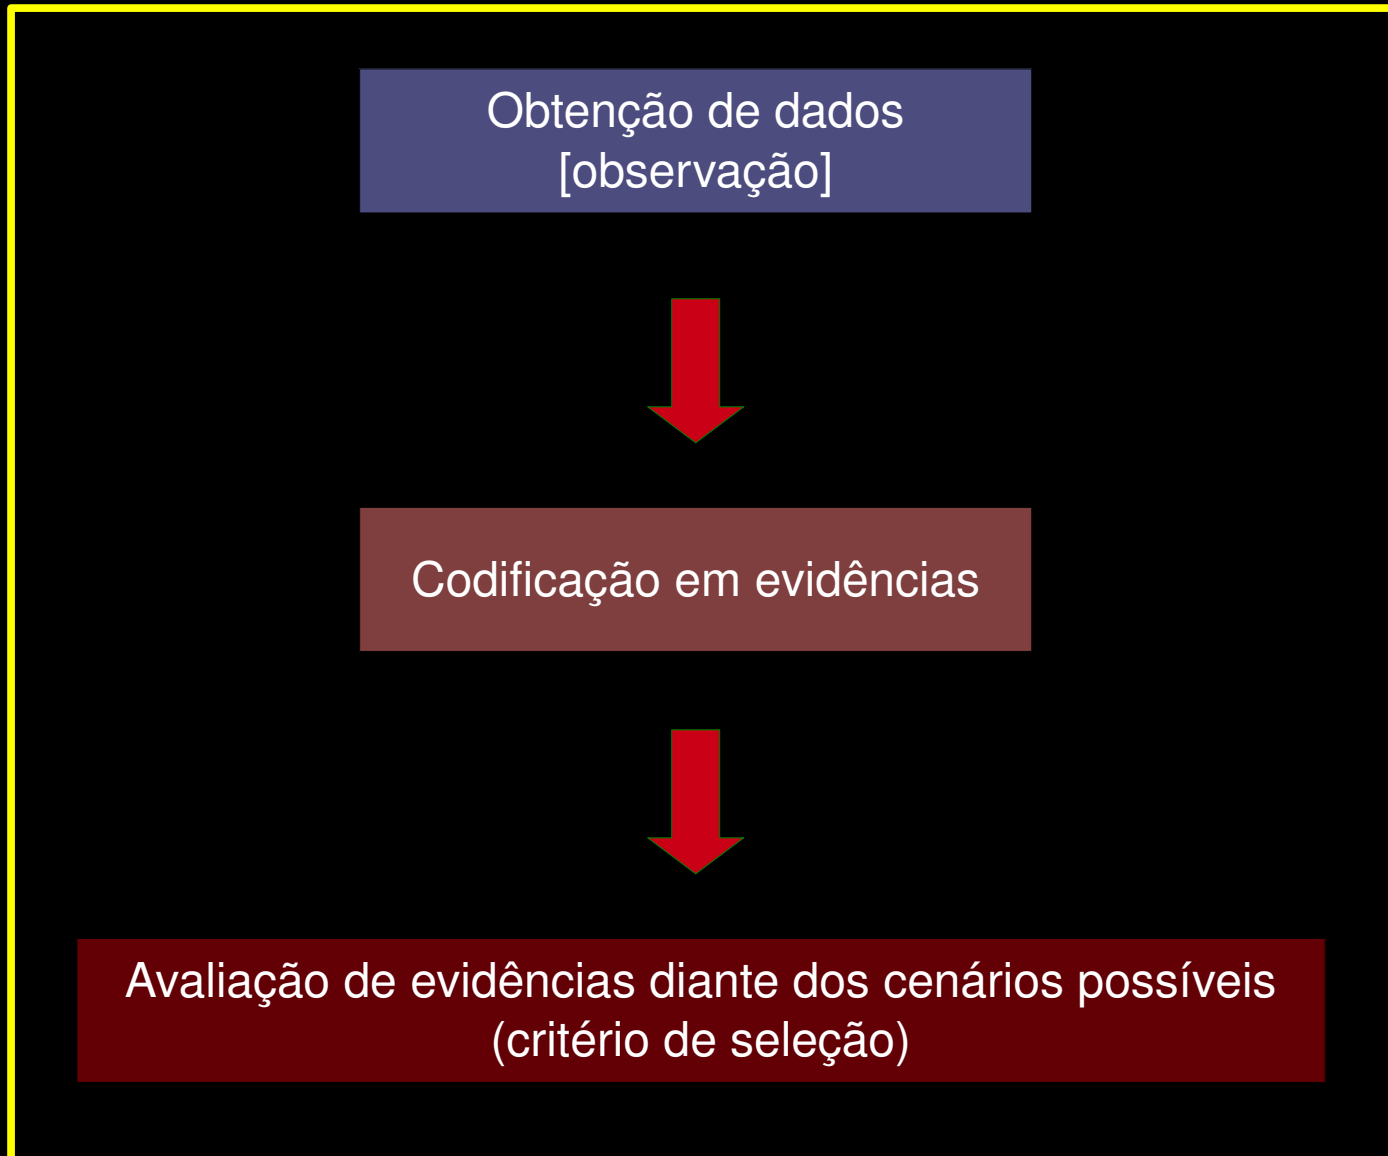 Obtenção de dados
[observação]
Codificação em evidências
Avaliação de evidências diante dos cenários possíveis
(critério de seleção)